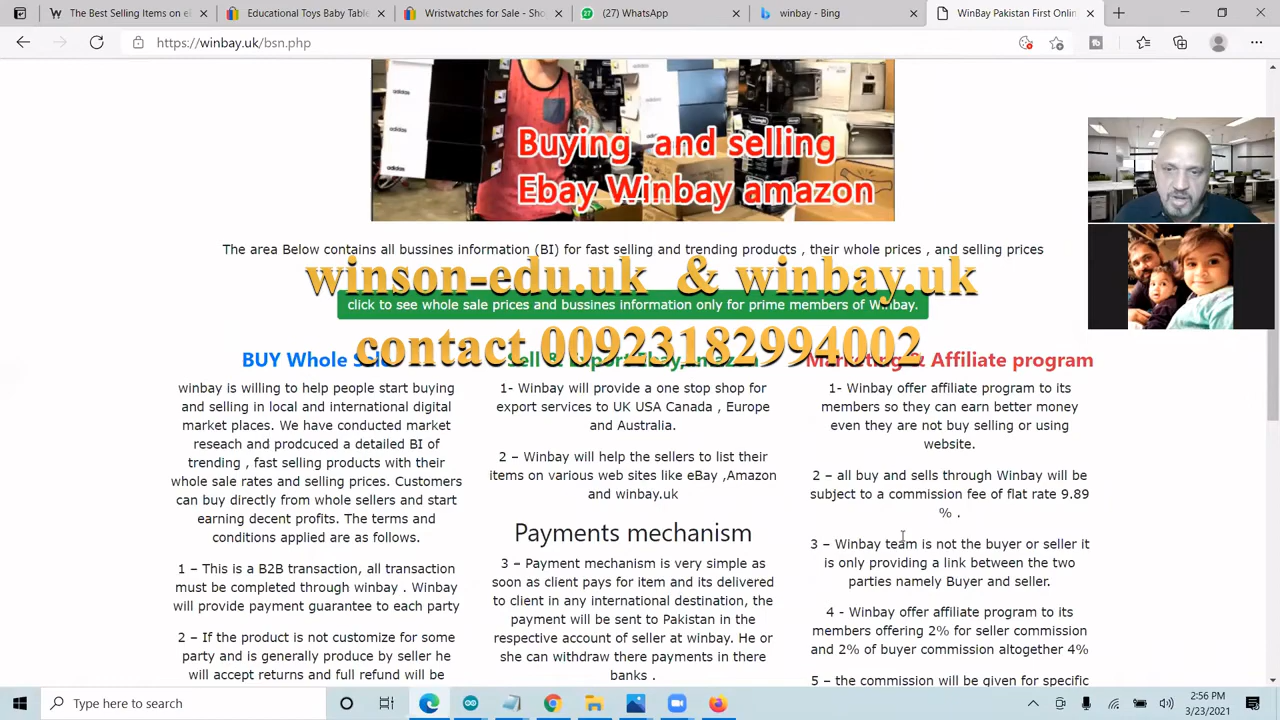 The Best Selling Items on e
Educational Toys Baby Table
Wristwatches for Sale - Sho
(27) WhatsApp
winbay - Bing
WinBay Pakistan First Onlin
https://winbay.uk/bsn.php
adidas
adidas
adidas
Buying and selling
Ebay Winbay amazon
The area Below contains all bussines information (BI) for fast selling and trending products , their whole prices , and selling prices
winson-edu.uk & winbay.uk
click to see whole sale prices and bussines information only for prime members of Winbay.
contact 00923182994002
BUY Whole Sale
winbay is willing to help people start buying
and selling in local and international digital
market places. We have conducted market
reseach and prodcuced a detailed BI of
trending , fast selling products with their
whole sale rates and selling prices. Customers
can buy directly from whole sellers and start
earning decent profits. The terms and
conditions applied are as follows.
1 – This is a B2B transaction, all transaction
must be completed through winbay . Winbay
will provide payment guarantee to each party
2 – If the product is not customize for some
party and is generally produce by seller he
will accept returns and full refund will be
Sell & Export Ebay,amazon
1- Winbay will provide a one stop shop for
export services to UK USA Canada , Europe
and Australia.
2 – Winbay will help the sellers to list their
items on various web sites like eBay ,Amazon
and winbay.uk
Payments mechanism
3 – Payment mechanism is very simple as
soon as client pays for item and its delivered
to client in any international destination, the
payment will be sent to Pakistan in the
respective account of seller at winbay. He or
she can withdraw there payments in there
banks .
Marketing & Affiliate program
1- Winbay offer affiliate program to its
members so they can earn better money
even they are not buy selling or using
website.
2 – all buy and sells through Winbay will be
subject to a commission fee of flat rate 9.89
% .
3 – Winbay team is not the buyer or seller it
is only providing a link between the two
parties namely Buyer and seller.
4 - Winbay offer affiliate program to its
members offering 2% for seller commission
and 2% of buyer commission altogether 4%
5 – the commission will be given for specific
Type here to search
2:56 PM
3/23/2021